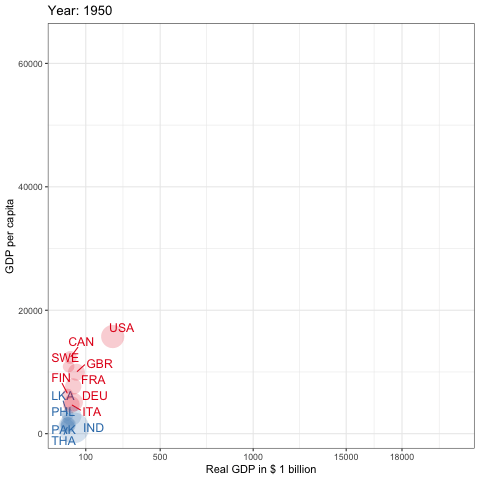 Year: 1950
60000
40000
20000
0
GDP per capita
USA
CAN
SWE
GBR
FIN
FRA
LKA
DEU
PHL
ITA
PAK
IND
THA
100
500
1000
15000
18000
Real GDP in $ 1 billion